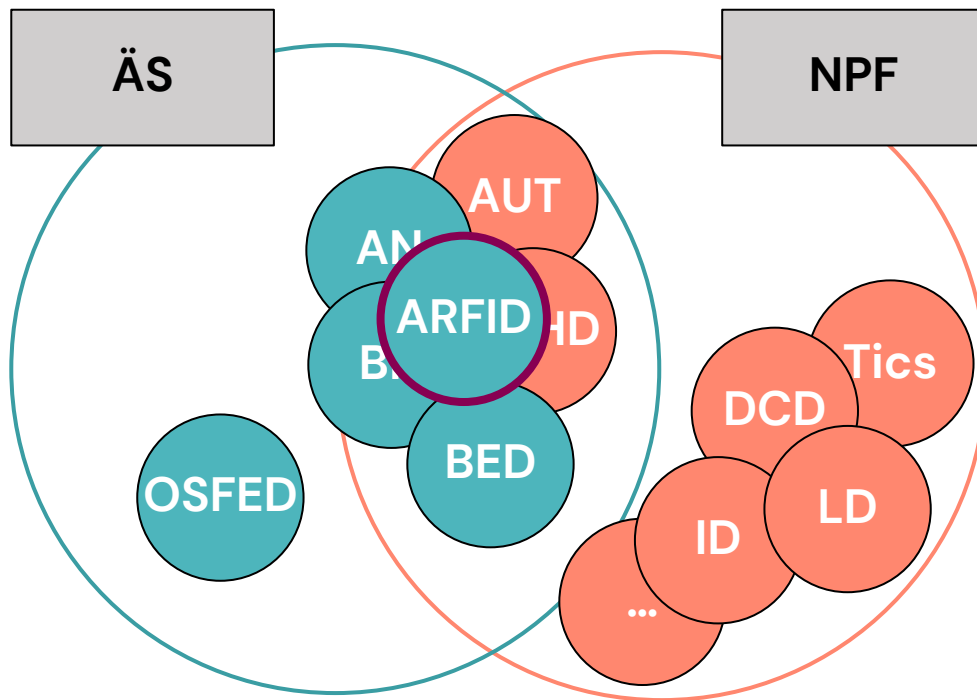 ÄS
NPF
AUT
AN
ARFID
HD
BED
OSFED
Tics
DCD
LD
ID
...